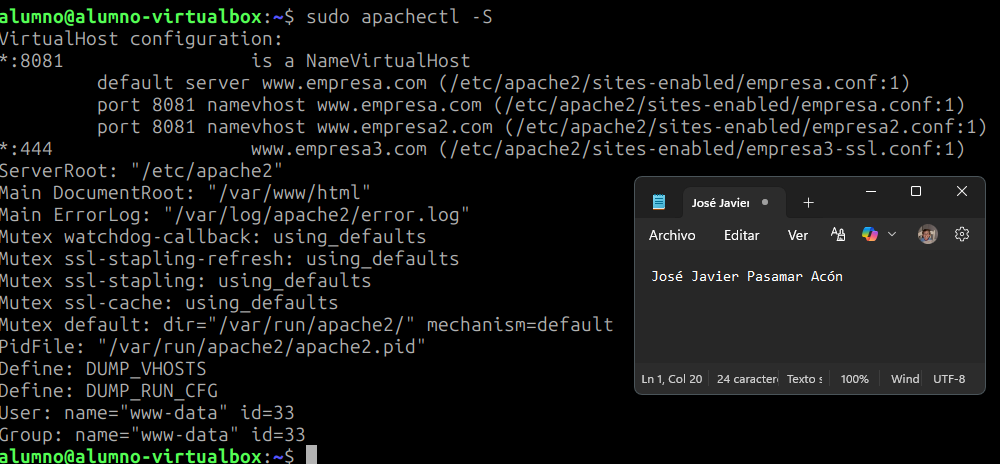 alumno@alumno-virtualbox:~$ sudo apachectl -S
VirtualHost configuration:
*:8081                 is a NameVirtualHost
         default server www.empresa.com (/etc/apache2/sites-enabled/empresa.conf:1)
         port 8081 namevhost www.empresa.com (/etc/apache2/sites-enabled/empresa.conf:1)
         port 8081 namevhost www.empresa2.com (/etc/apache2/sites-enabled/empresa2.conf:1)
*:444                  www.empresa3.com (/etc/apache2/sites-enabled/empresa3-ssl.conf:1)
ServerRoot: "/etc/apache2"
Main DocumentRoot: "/var/www/html"
Main ErrorLog: "/var/log/apache2/error.log"
Mutex watchdog-callback: using_defaults
Mutex ssl-stapling-refresh: using_defaults
Mutex ssl-stapling: using_defaults
Mutex ssl-cache: using_defaults
Mutex default: dir="/var/run/apache2/" mechanism=default
PidFile: "/var/run/apache2/apache2.pid"
Define: DUMP_VHOSTS
Define: DUMP_RUN_CFG
User: name="www-data" id=33
Group: name="www-data" id=33
alumno@alumno-virtualbox:~$
José Javier
Archivo Editar Ver
José Javier Pasamar Acón
Ln 1, Col 20 24 caractere Texto s 100% Wind UTF-8